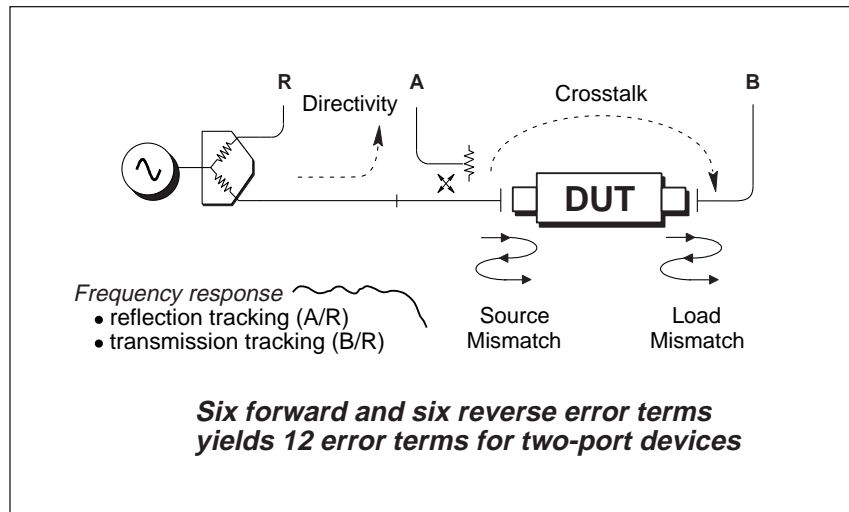 R
A
B
Directivity
Crosstalk
DUT
Frequency response
• reflection tracking (A/R)
• transmission tracking (B/R)
Source
Mismatch
Load
Mismatch
Six forward and six reverse error terms
yields 12 error terms for two-port devices